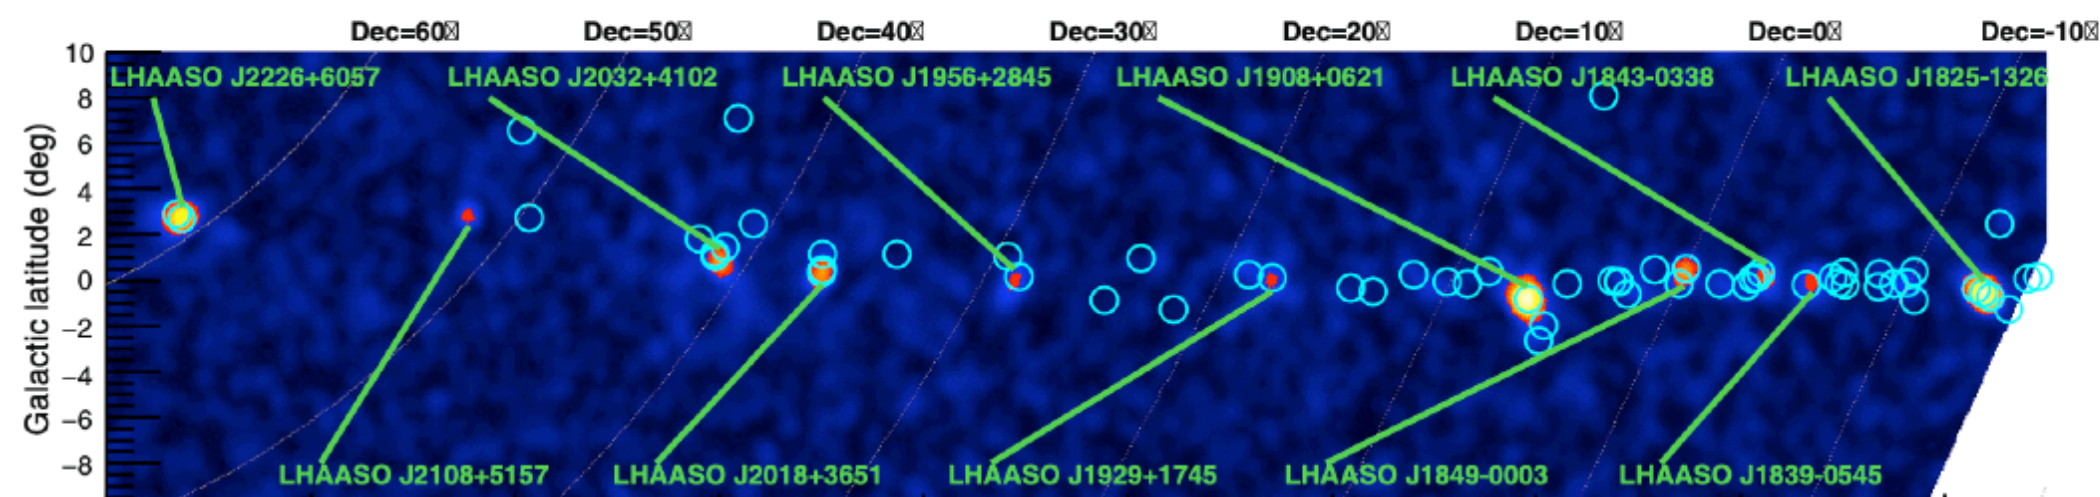 Dec=60 Dec=50 Dec=40 Dec=30 Dec=20 Dec=10 Dec=0 Dec=-10
10
LHAASO J2226+6057 LHAASO J2032+4102 LHAASO J1956+2845 LHAASO J1908+0621 LHAASO J1843-0338 LHAASO J1825-1326
8
6
4
2
0
−2
−4
−6
−8
Galactic latitude (deg)
LHAASO J2108+5157 LHAASO J2018+3651 LHAASO J1929+1745 LHAASO J1849-0003 LHAASO J1839-0545